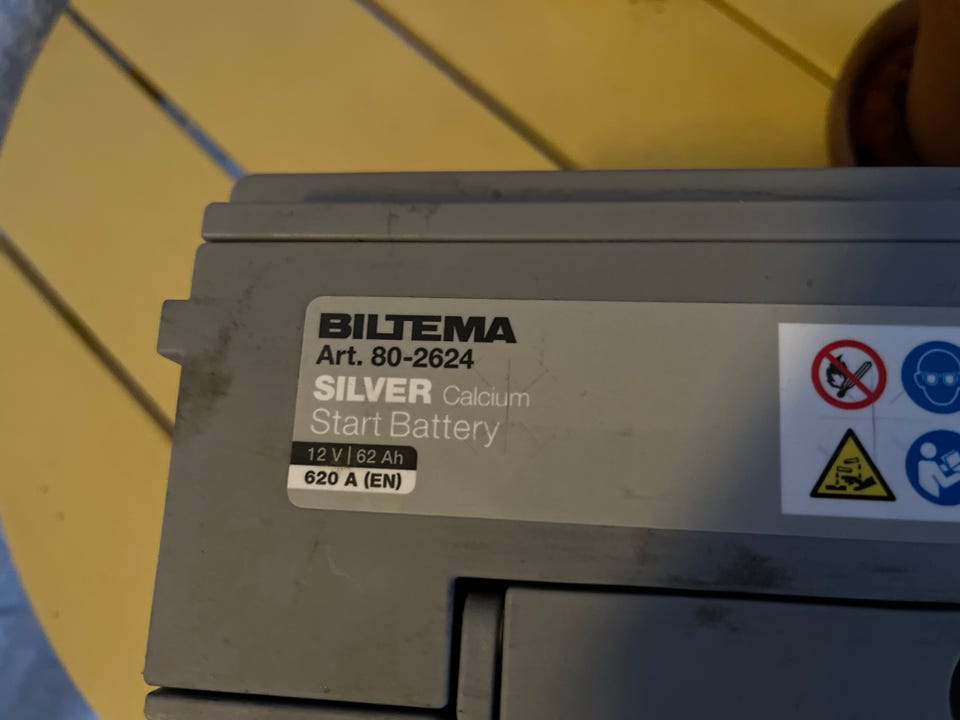 BILTEMA
Art. 80-2624
SILVER Calcium
Start Battery
12 V | 62 Ah
620 A (EN)